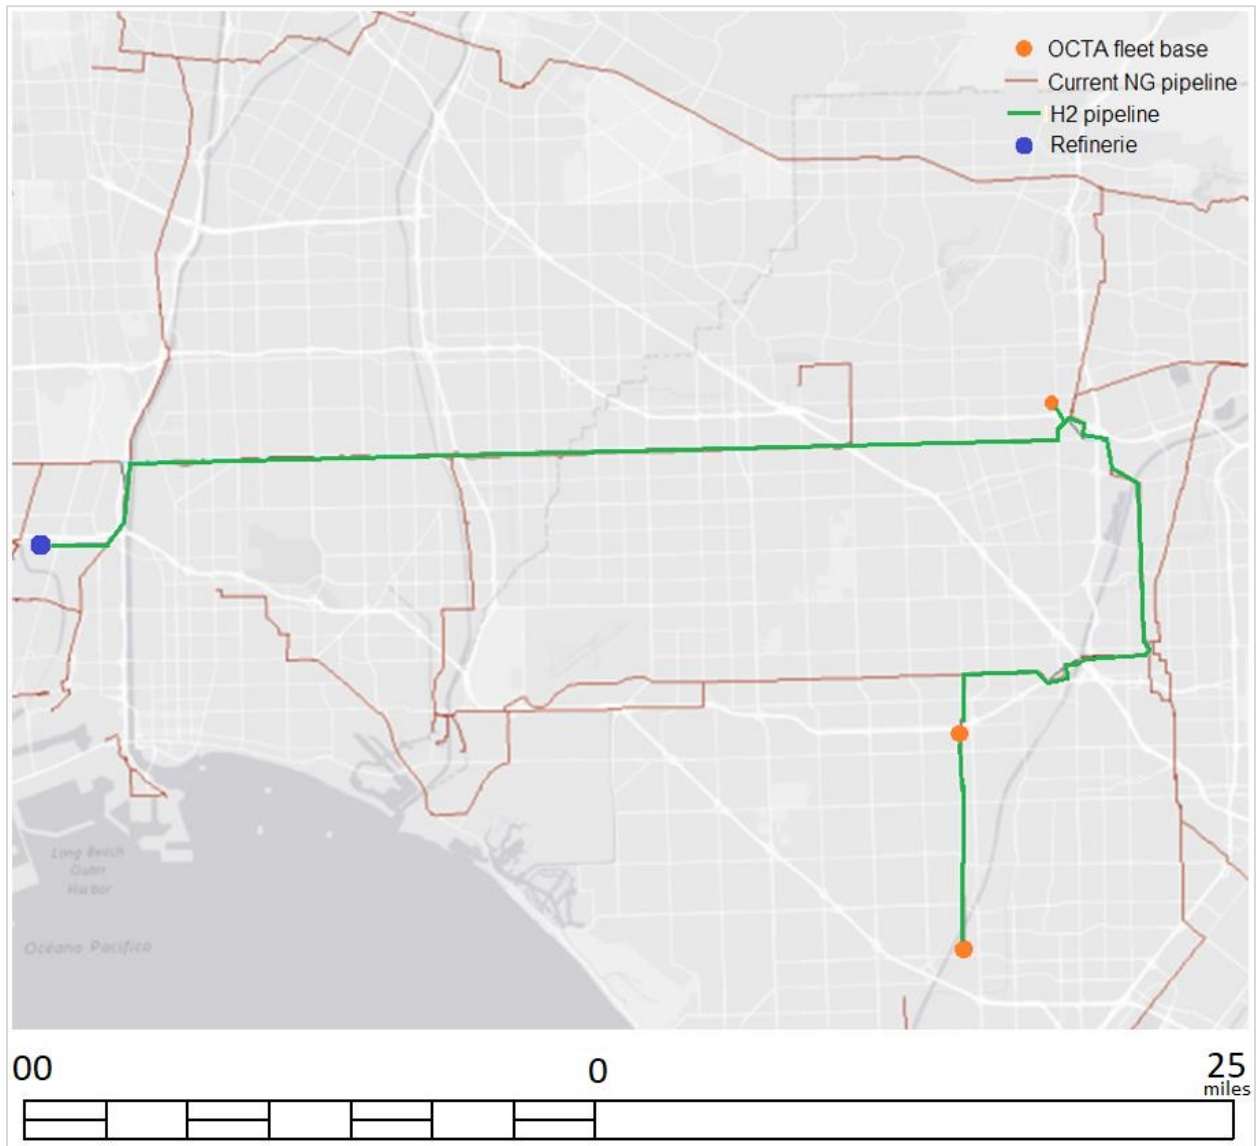 OCTA fleet base
Current NG pipeline
H2 pipeline
Refinerie
Long Beach
Outer
Harbor
Océano Pacífico
00
0
25
miles